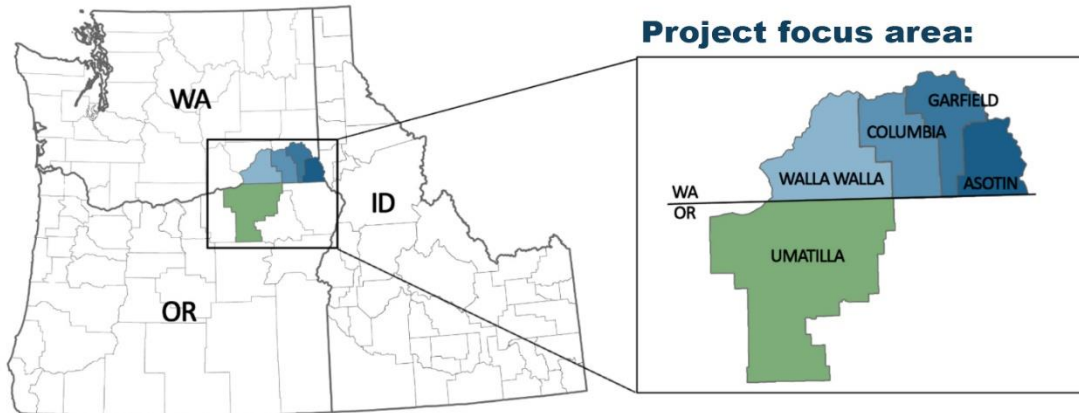 WA
ID
OR
Project focus area:
GARFIELD
COLUMBIA
WALLA WALLA
ASOTIN
WA
OR
UMATILLA